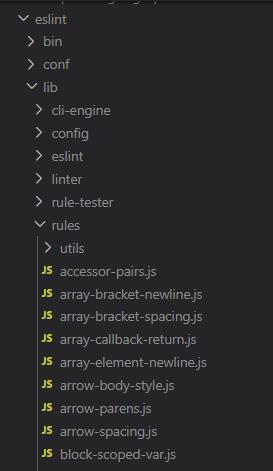 eslint
bin
conf
lib
cli-engine
config
eslint
linter
rule-tester
rules
utils
JS accessor-pairs.js
JS array-bracket-newline.js
JS array-bracket-spacing.js
JS array-callback-return.js
JS array-element-newline.js
JS arrow-body-style.js
JS arrow-parens.js
JS arrow-spacing.js
JS block-scoped-var.js